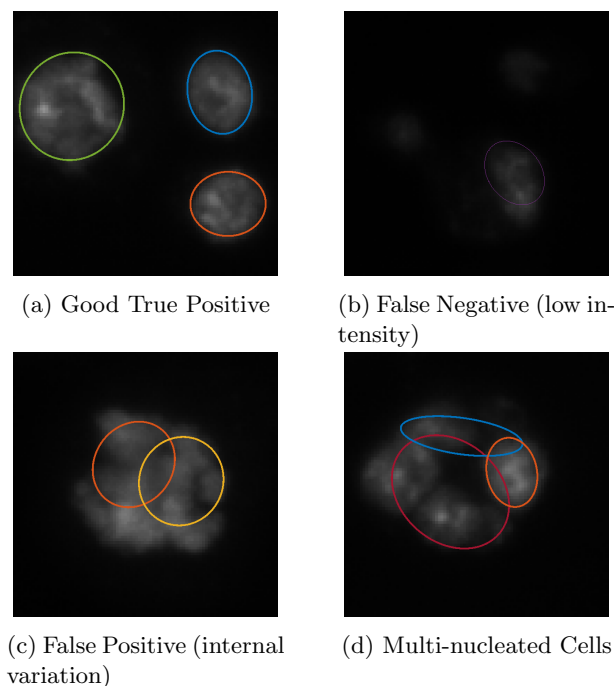 (a) Good True Positive
(b) False Negative (low in-
tensity)
(c) False Positive (internal
variation)
(d) Multi-nucleated Cells